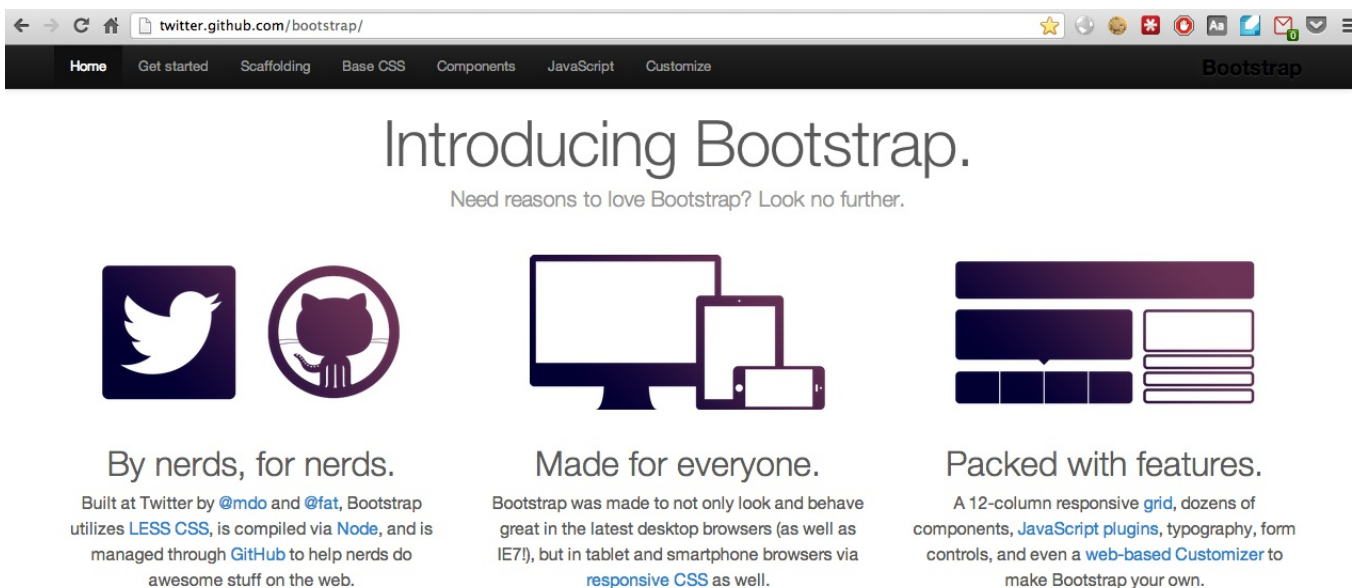 twitter.github.com/bootstrap/
Aa
0
Home Get started Scaffolding Base CSS Components JavaScript Customize Bootstrap
Introducing Bootstrap.
Need reasons to love Bootstrap? Look no further.
By nerds, for nerds.
Built at Twitter by @mdo and @fat, Bootstrap
utilizes LESS CSS, is compiled via Node, and is
managed through GitHub to help nerds do
awesome stuff on the web.
Made for everyone.
Bootstrap was made to not only look and behave
great in the latest desktop browsers (as well as
IE7!), but in tablet and smartphone browsers via
responsive CSS as well.
Packed with features.
A 12-column responsive grid, dozens of
components, JavaScript plugins, typography, form
controls, and even a web-based Customizer to
make Bootstrap your own.